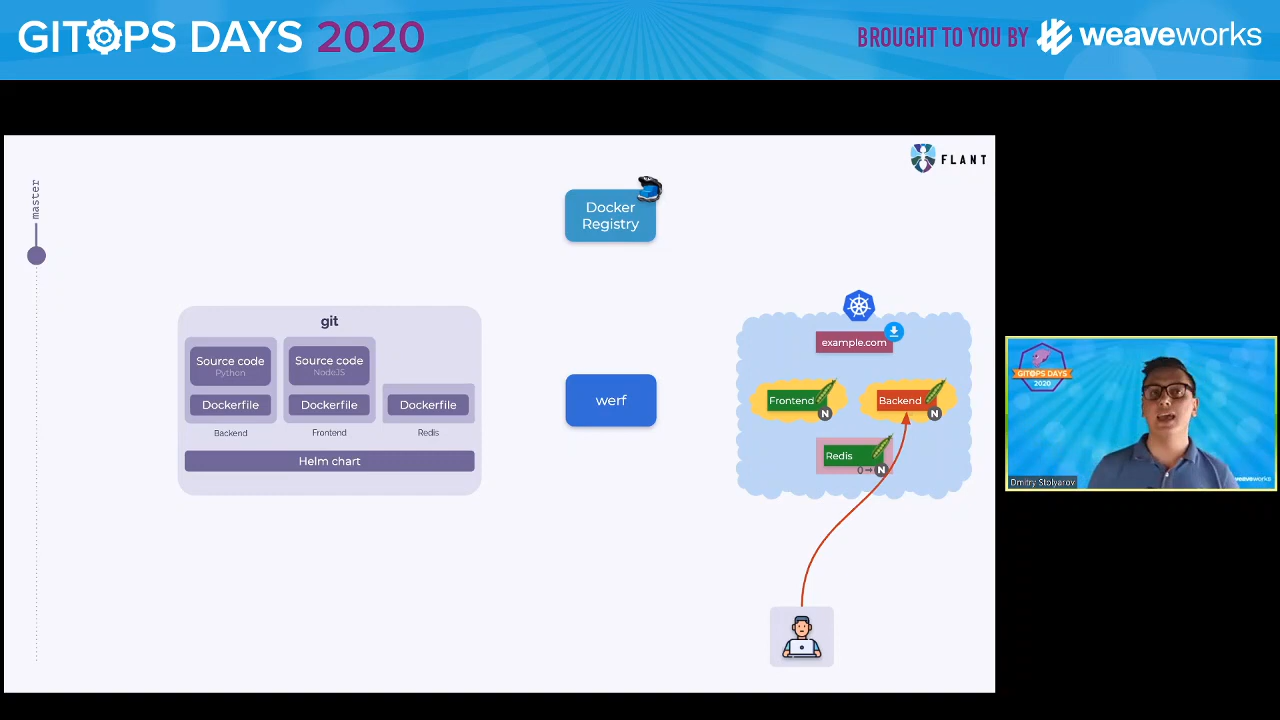 GITOPS DAYS 2020
BROUGHT TO YOU BY weaveworks
FLANT
master
Docker
Registry
git
Source code
Python
Dockerfile
Backend
Source code
NodeJS
Dockerfile
Frontend
Dockerfile
Redis
Helm chart
werf
example.com
Frontend
N
Backend
N
Redis
0→N
GITOPS DAYS
2020
Dmitry Stolyarov
weaveworks